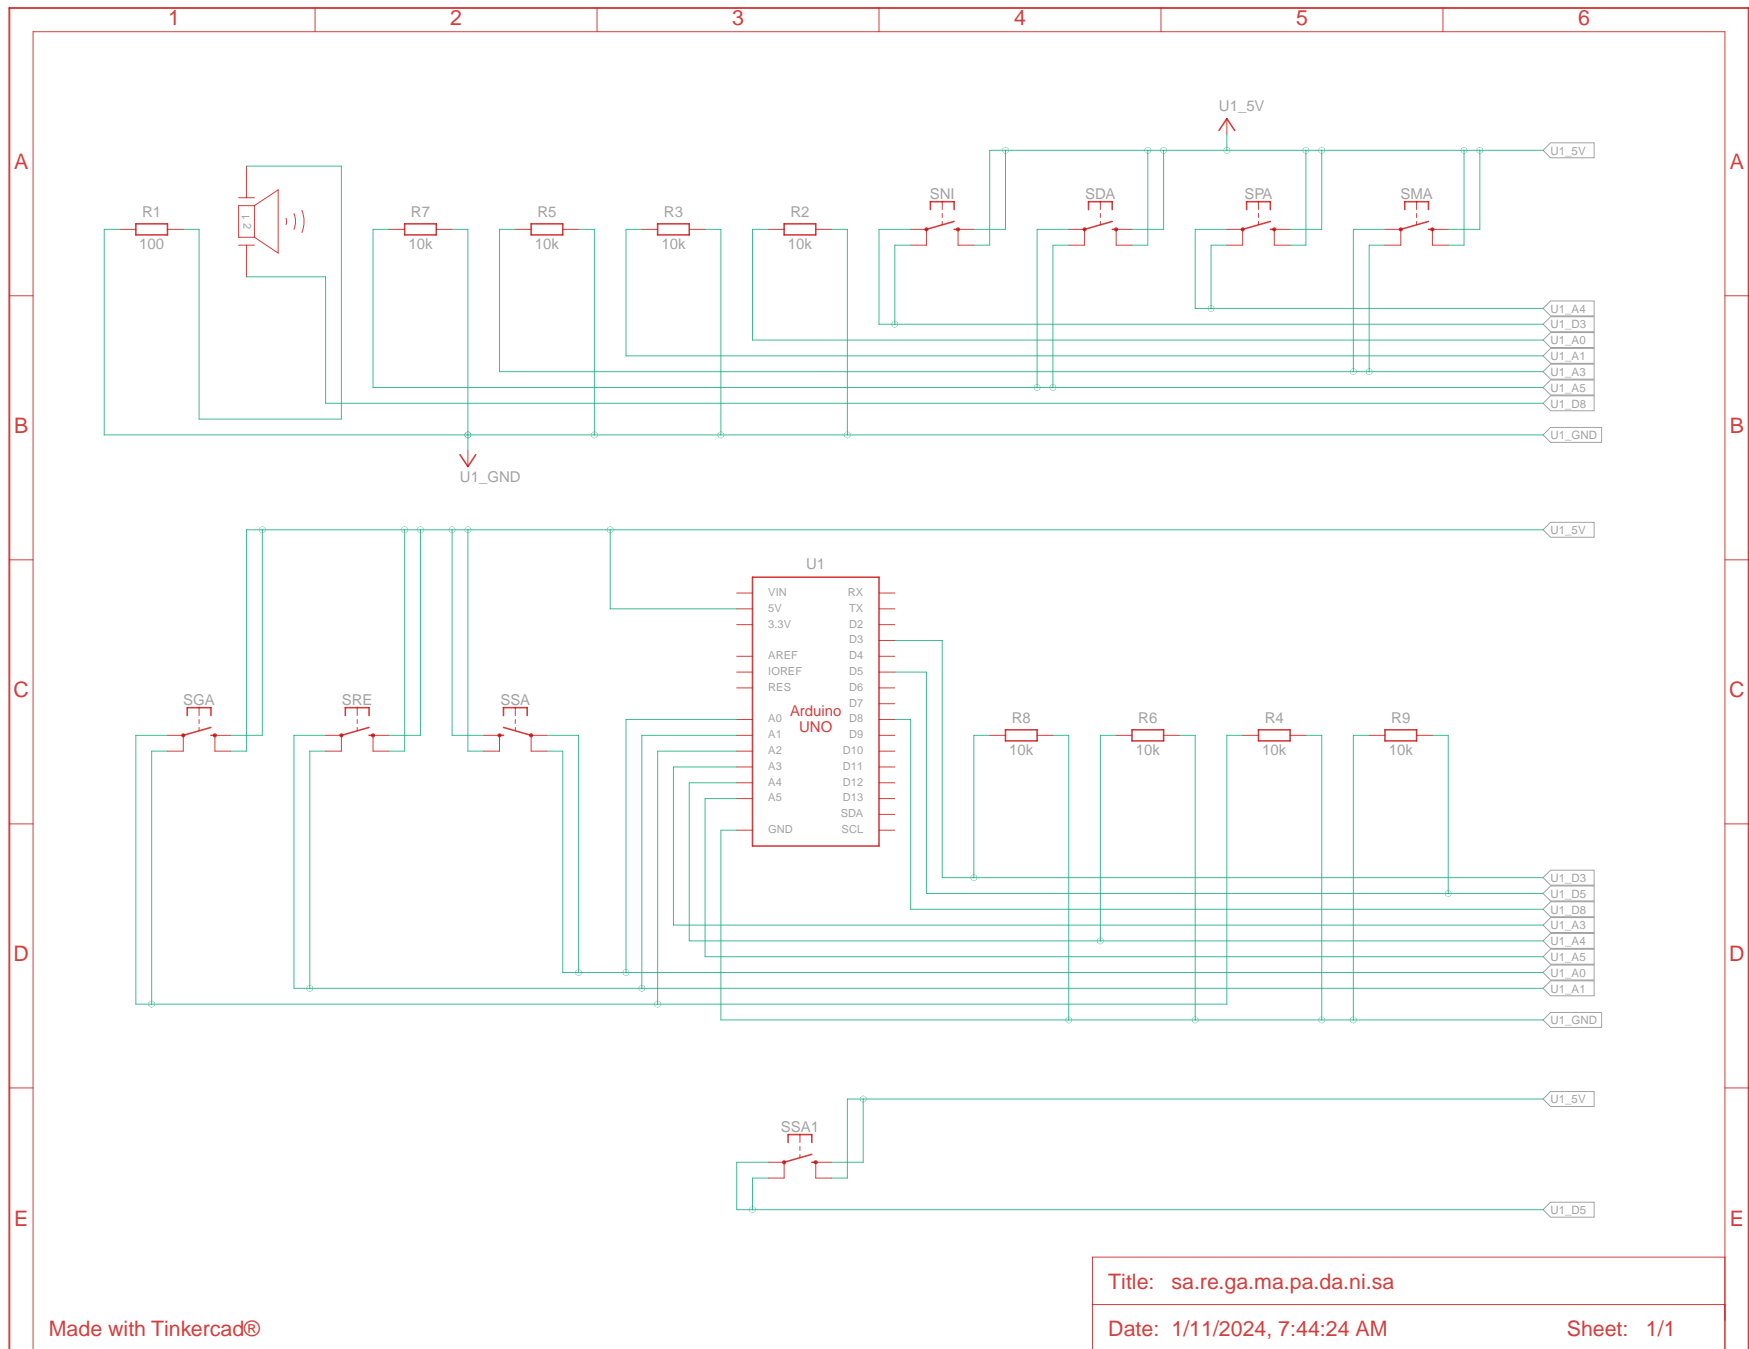 1 2 3 4 5 6
U1_5V
A A
U1_5V
SNI SDA SPA SMA
R1 R7 R5 R3 R2
1 2
100 10k 10k 10k 10k
U1_A4
U1_D3
U1_A0
U1_A1
U1_A3
U1_A5
U1_D8
B B
U1_GND
U1_GND
U1_5V
U1
VIN RX
5V TX
3.3V D2
D3
AREF D4
IOREF D5
RES D6
D7
C C
SGA SRE SSA
Arduino
UNO
A0 D8
A1 D9
A2 D10
A3 D11
A4 D12
A5 D13
SDA
GND SCL
R8 R6 R4 R9
10k 10k 10k 10k
U1_D3
U1_D5
U1_D8
U1_A3
U1_A4
U1_A5
U1_A0
U1_A1
D D
U1_GND
U1_5V
SSA1
U1_D5
E E
Title: sa.re.ga.ma.pa.da.ni.sa
Made with Tinkercad®
Date: 1/11/2024, 7:44:24 AM Sheet: 1/1